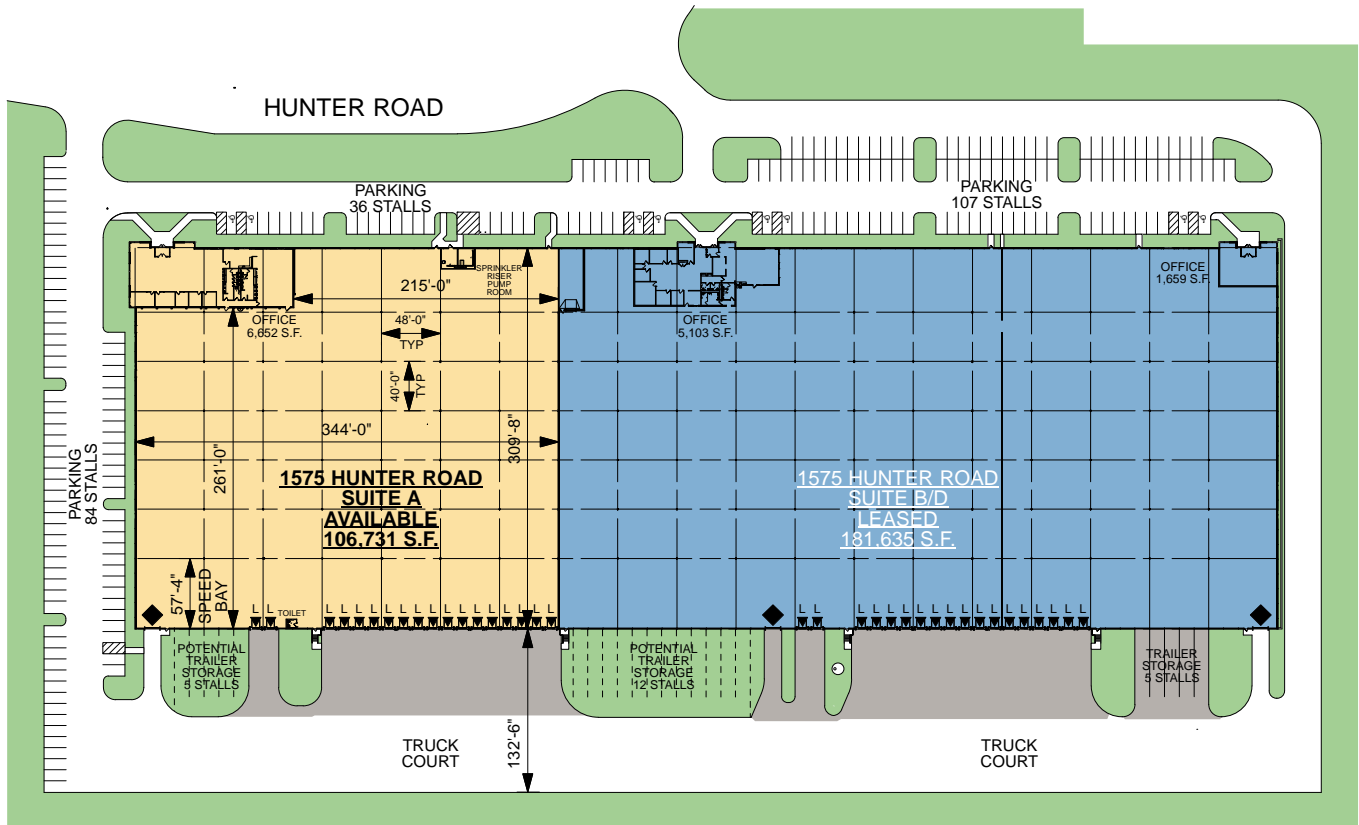 HUNTER ROAD
PARKING
36 STALLS
PARKING
107 STALLS
SPRINKLER
RISER
PUMP
ROOM
215'-0"
OFFICE
6,652 S.F.
48'-0"
TYP
40'-0"
TYP
OFFICE
5,103 S.F.
OFFICE
1,659 S.F.
344'-0"
309'-8"
261'-0"
PARKING
84 STALLS
1575 HUNTER ROAD
SUITE A
AVAILABLE
106,731 S.F.
1575 HUNTER ROAD
SUITE B/D
LEASED
181,635 S.F.
57'-4"
SPEED
BAY
L L
TOILET
L L L L L L L L L L L L L L L L
L L
L L L L L L L L L L L L L L L L
POTENTIAL
TRAILER
STORAGE
5 STALLS
POTENTIAL
TRAILER
STORAGE
12 STALLS
TRAILER
STORAGE
5 STALLS
132'-6"
TRUCK
COURT
TRUCK
COURT